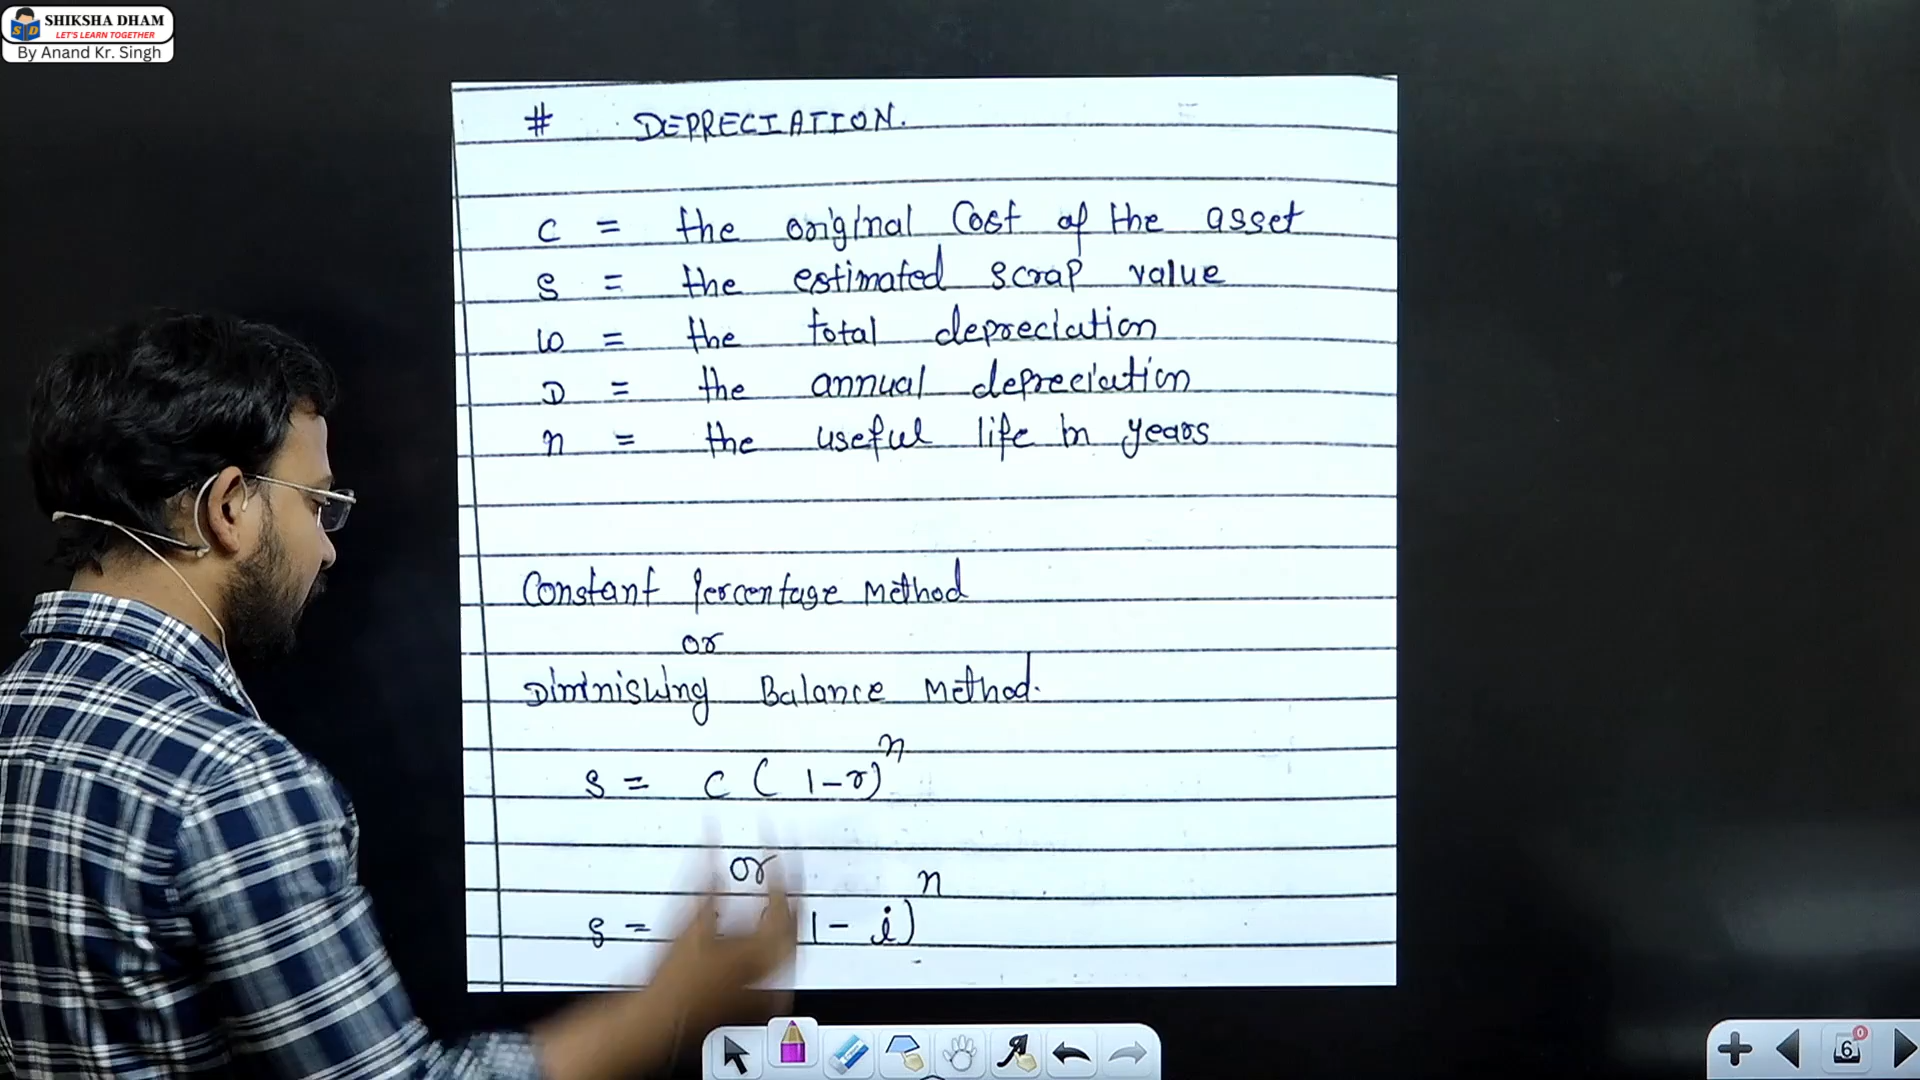 SHIKSHA DHAM
LET'S LEARN TOGETHER
By Anand Kr. Singh
# DEPRECIATION.
C = the original Cost of the asset
S = the estimated scrap value
W = the total depreciation
D = the annual depreciation
n = the useful life in years
Constant Percentage Method
or
Diminishing Balance Method.
S = C ( 1-r)^n
or
S = 1 - i)^n
6
0